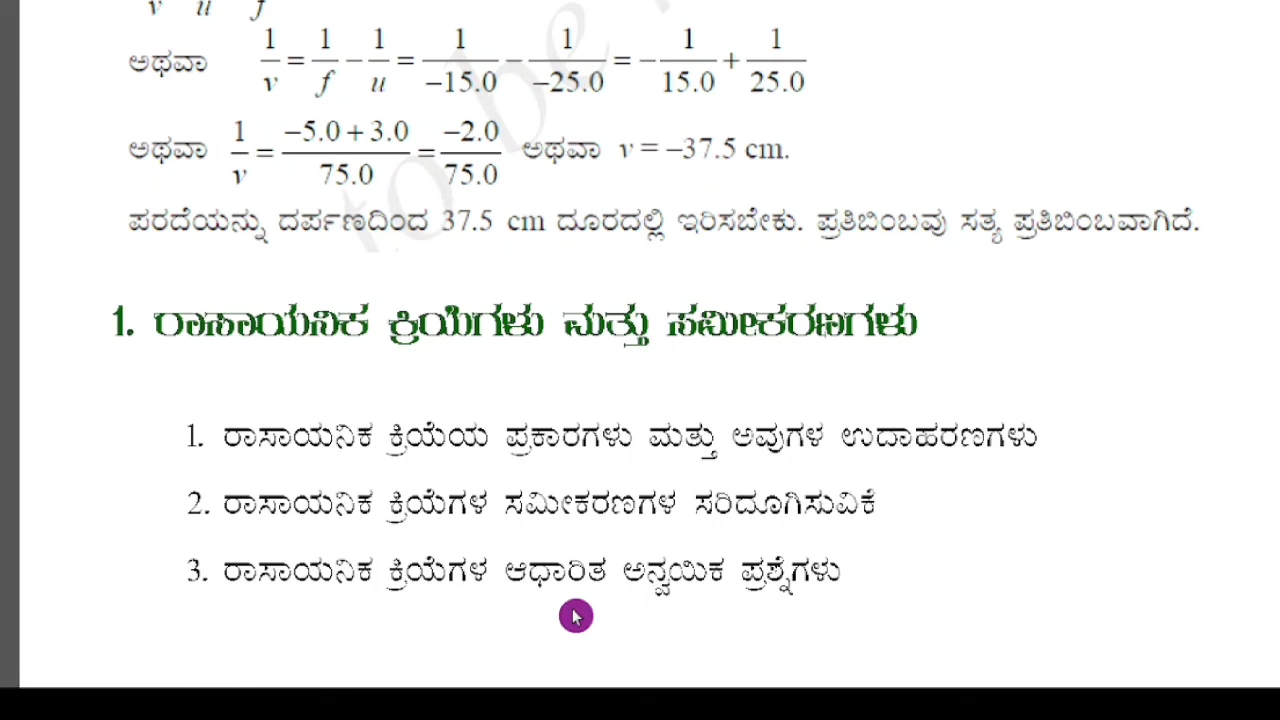 v u f
ಅಥವಾ 1/v = 1/f − 1/u = 1/−15.0 − 1/−25.0 = − 1/15.0 + 1/25.0
ಅಥವಾ 1/v = −5.0 + 3.0/75.0 = −2.0/75.0 ಅಥವಾ v = −37.5 cm.
ಪರದೆಯನ್ನು ದರ್ಪಣದಿಂದ 37.5 cm ದೂರದಲ್ಲಿ ಇರಿಸಬೇಕು. ಪ್ರತಿಬಿಂಬವು ಸತ್ಯ ಪ್ರತಿಬಿಂಬವಾಗಿದೆ.
to be
1. ರಾಸಾಯನಿಕ ಕ್ರಿಯೆಗಳು ಮತ್ತು ಸಮೀಕರಣಗಳು
1. ರಾಸಾಯನಿಕ ಕ್ರಿಯೆಯ ಪ್ರಕಾರಗಳು ಮತ್ತು ಅವುಗಳ ಉದಾಹರಣಗಳು
2. ರಾಸಾಯನಿಕ ಕ್ರಿಯೆಗಳ ಸಮೀಕರಣಗಳ ಸರಿದೂಗಿಸುವಿಕೆ
3. ರಾಸಾಯನಿಕ ಕ್ರಿಯೆಗಳ ಆಧಾರಿತ ಅನ್ವಯಿಕ ಪ್ರಶ್ನೆಗಳು